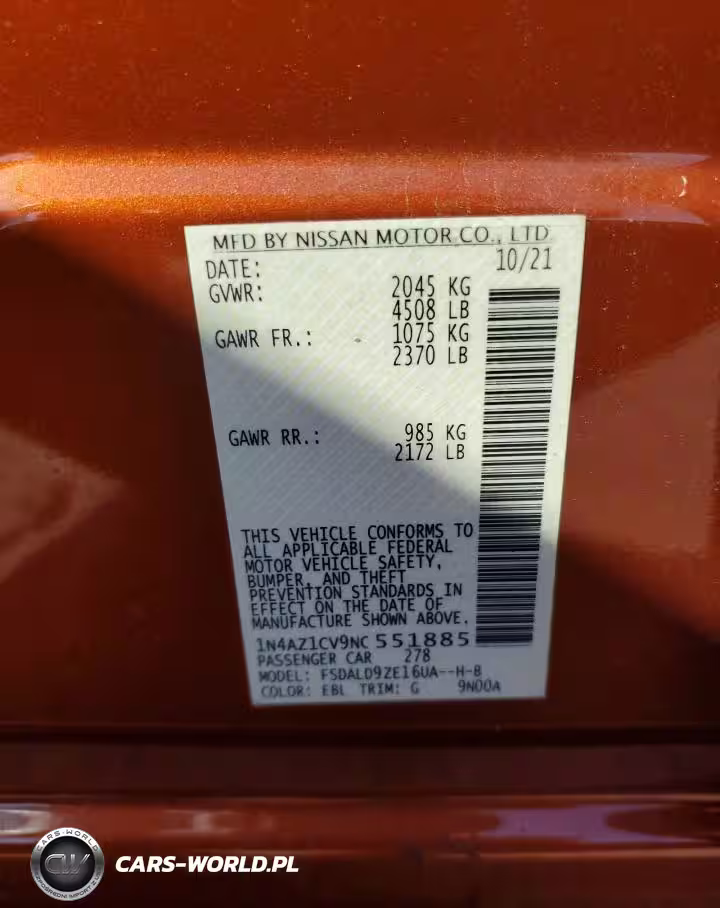 MFD BY NISSAN MOTOR CO., LTD
DATE: 10/21
GVWR: 2045 KG
4508 LB
GAWR FR.: 1075 KG
2370 LB
GAWR RR.: 985 KG
2172 LB
THIS VEHICLE CONFORMS TO
ALL APPLICABLE FEDERAL
MOTOR VEHICLE SAFETY,
BUMPER, AND THEFT
PREVENTION STANDARDS IN
EFFECT ON THE DATE OF
MANUFACTURE SHOWN ABOVE.
1N4AZ1CV9NC 551885
PASSENGER CAR 278
MODEL: FSDALD9ZE16UA--H-B
COLOR: EBL TRIM: G 9N00A
CARS-WORLD
CW
CARS-WORLD.PL